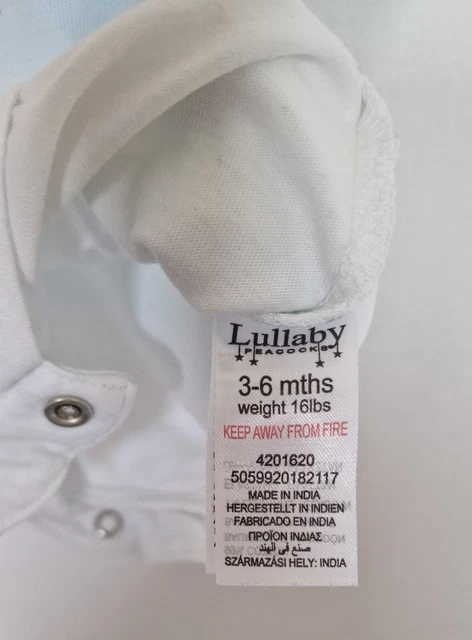 Lullaby
PEACOCKS
3-6 mths
weight 16lbs
KEEP AWAY FROM FIRE
4201620
5059920182117
MADE IN INDIA
HERGESTELLT IN INDIEN
FABRICADO EN INDIA
ΠΡΟΪΟΝ ΙΝΔΙΑΣ
صنع في الهند
SZÁRMAZÁSI HELY: INDIA